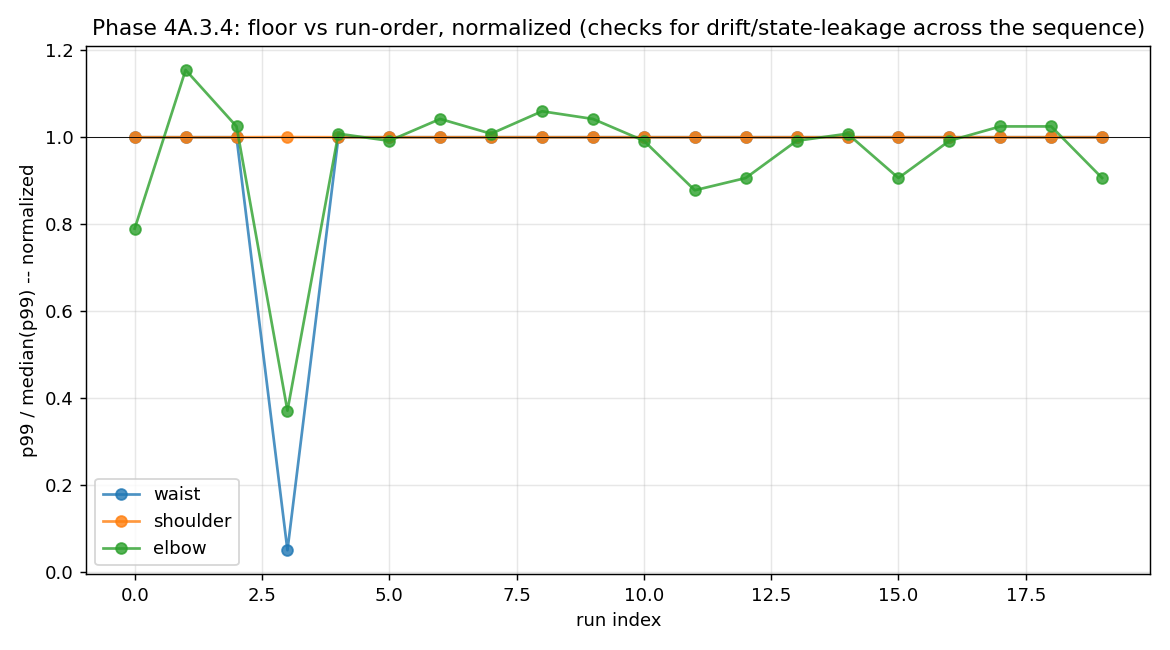 Phase 4A.3.4: floor vs run-order, normalized (checks for drift/state-leakage across the sequence)
1.2
1.0
0.8
0.6
0.4
0.2
0.0
p99 / median(p99) -- normalized
waist
shoulder
elbow
0.0 2.5 5.0 7.5 10.0 12.5 15.0 17.5
run index